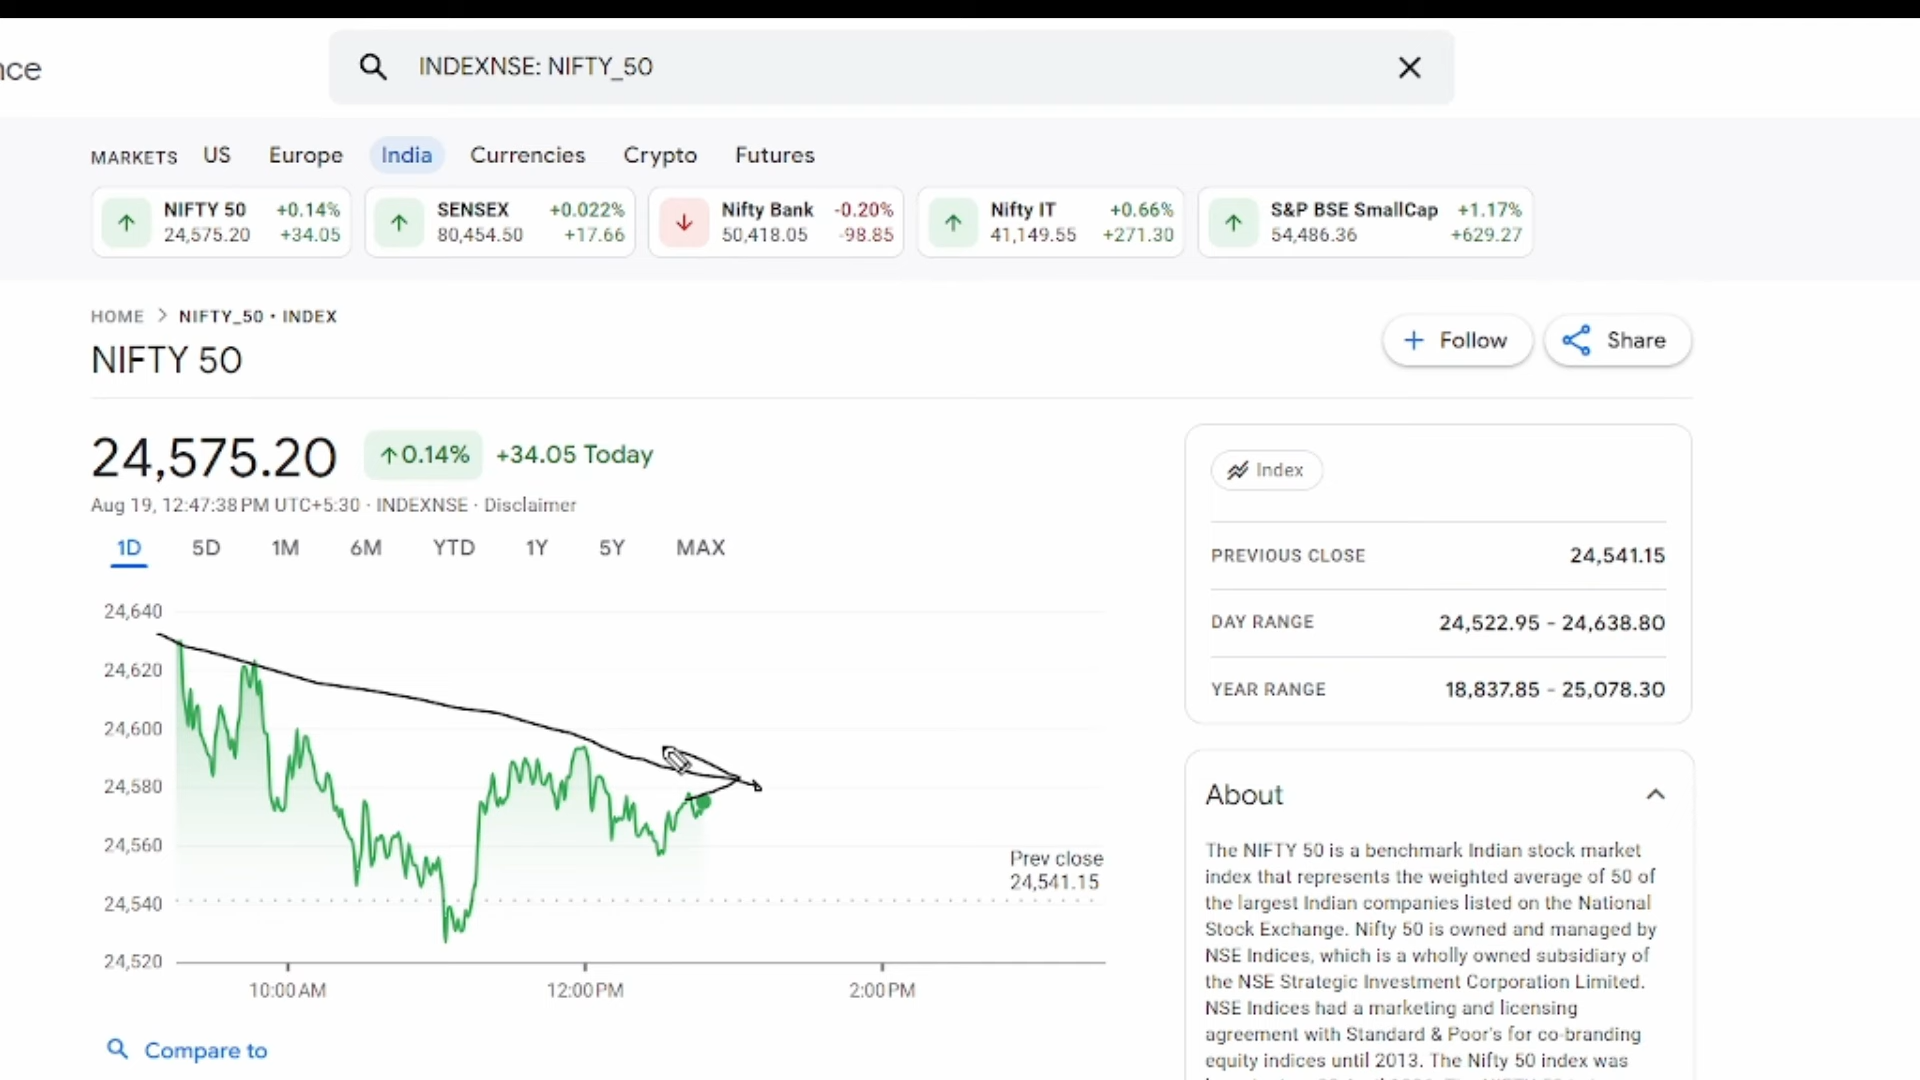 nce
INDEXNSE: NIFTY_50
MARKETS US Europe India Currencies Crypto Futures
NIFTY 50 +0.14%
24,575.20 +34.05
SENSEX +0.022%
80,454.50 +17.66
Nifty Bank -0.20%
50,418.05 -98.85
Nifty IT +0.66%
41,149.55 +271.30
S&P BSE SmallCap +1.17%
54,486.36 +629.27
HOME > NIFTY_50 • INDEX
NIFTY 50
+ Follow
Share
24,575.20 ↑0.14% +34.05 Today
Aug 19, 12:47:38 PM UTC+5:30 · INDEXNSE · Disclaimer
1D 5D 1M 6M YTD 1Y 5Y MAX
24,640
24,620
24,600
24,580
24,560
24,540
24,520
Prev close
24,541.15
10:00 AM 12:00 PM 2:00 PM
Compare to
Index
PREVIOUS CLOSE 24,541.15
DAY RANGE 24,522.95 - 24,638.80
YEAR RANGE 18,837.85 - 25,078.30
About
The NIFTY 50 is a benchmark Indian stock market
index that represents the weighted average of 50 of
the largest Indian companies listed on the National
Stock Exchange. Nifty 50 is owned and managed by
NSE Indices, which is a wholly owned subsidiary of
the NSE Strategic Investment Corporation Limited.
NSE Indices had a marketing and licensing
agreement with Standard & Poor's for co-branding
equity indices until 2013. The Nifty 50 index was